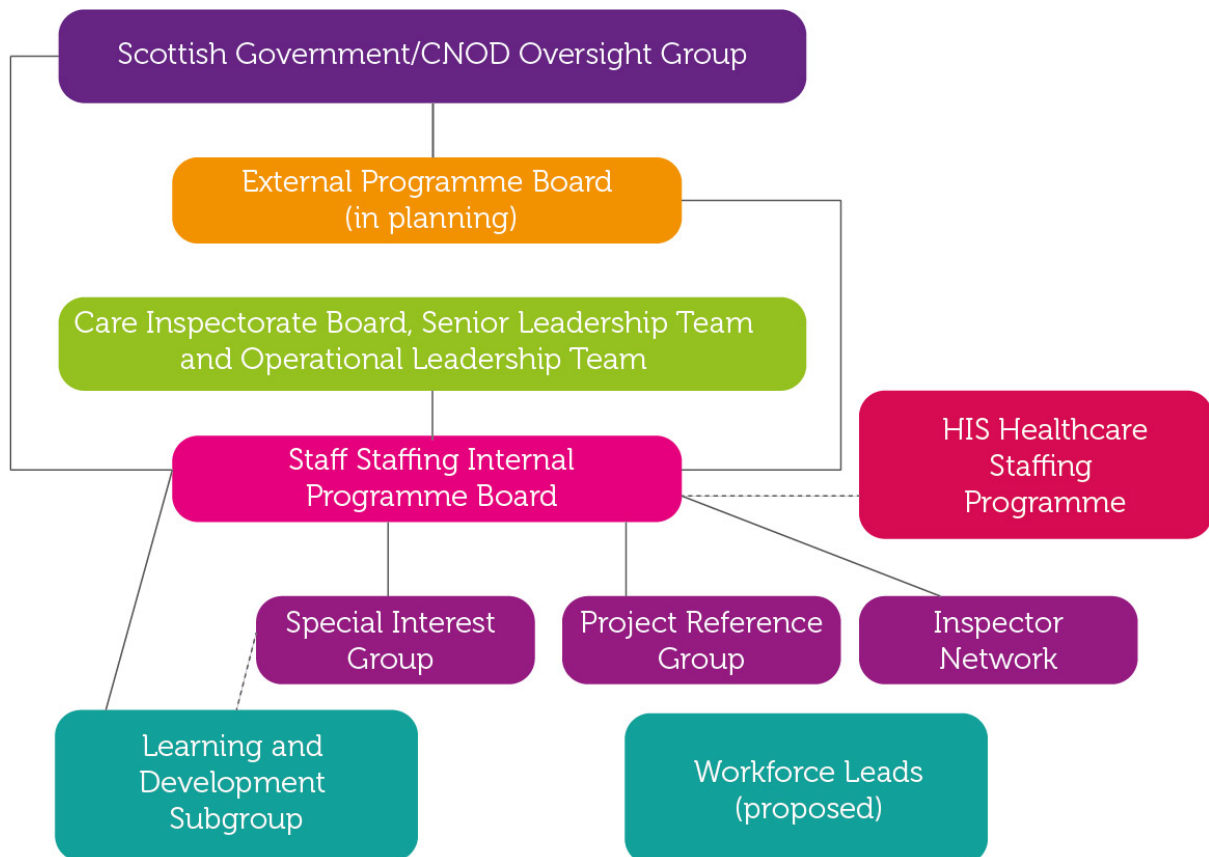 Scottish Government/CNOD Oversight Group
External Programme Board
(in planning)
Care Inspectorate Board, Senior Leadership Team
and Operational Leadership Team
Staff Staffing Internal
Programme Board
HIS Healthcare
Staffing
Programme
Special Interest
Group
Project Reference
Group
Inspector
Network
Learning and
Development
Subgroup
Workforce Leads
(proposed)